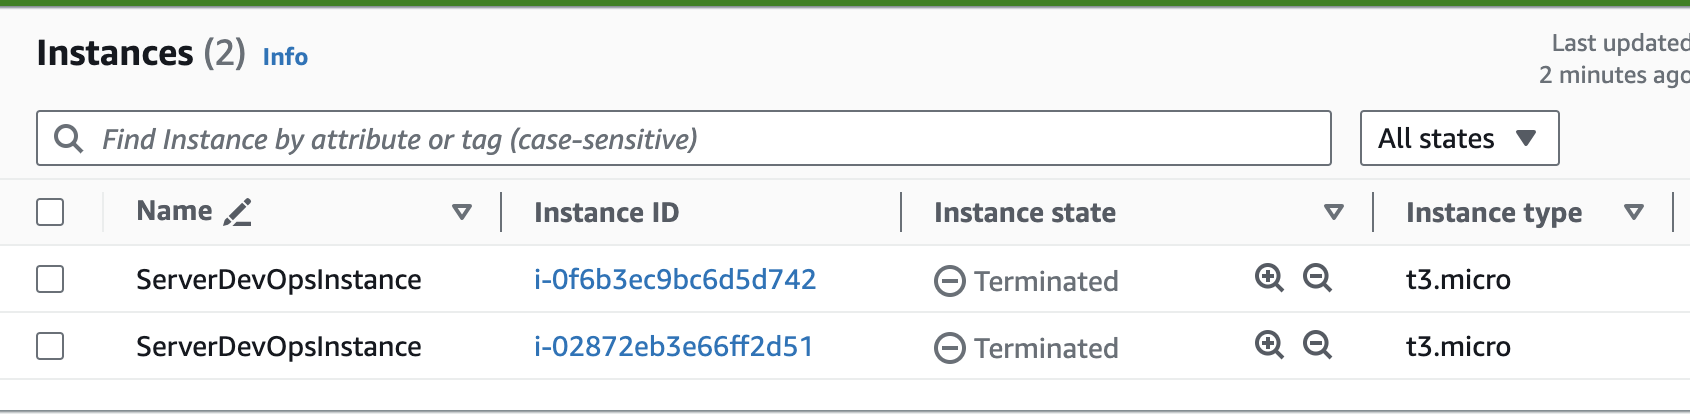 Instances (2) Info
Last updated
2 minutes ago
Find Instance by attribute or tag (case-sensitive)
All states
Name Instance ID Instance state Instance type
ServerDevOpsInstance i-0f6b3ec9bc6d5d742 Terminated t3.micro
ServerDevOpsInstance i-02872eb3e66ff2d51 Terminated t3.micro